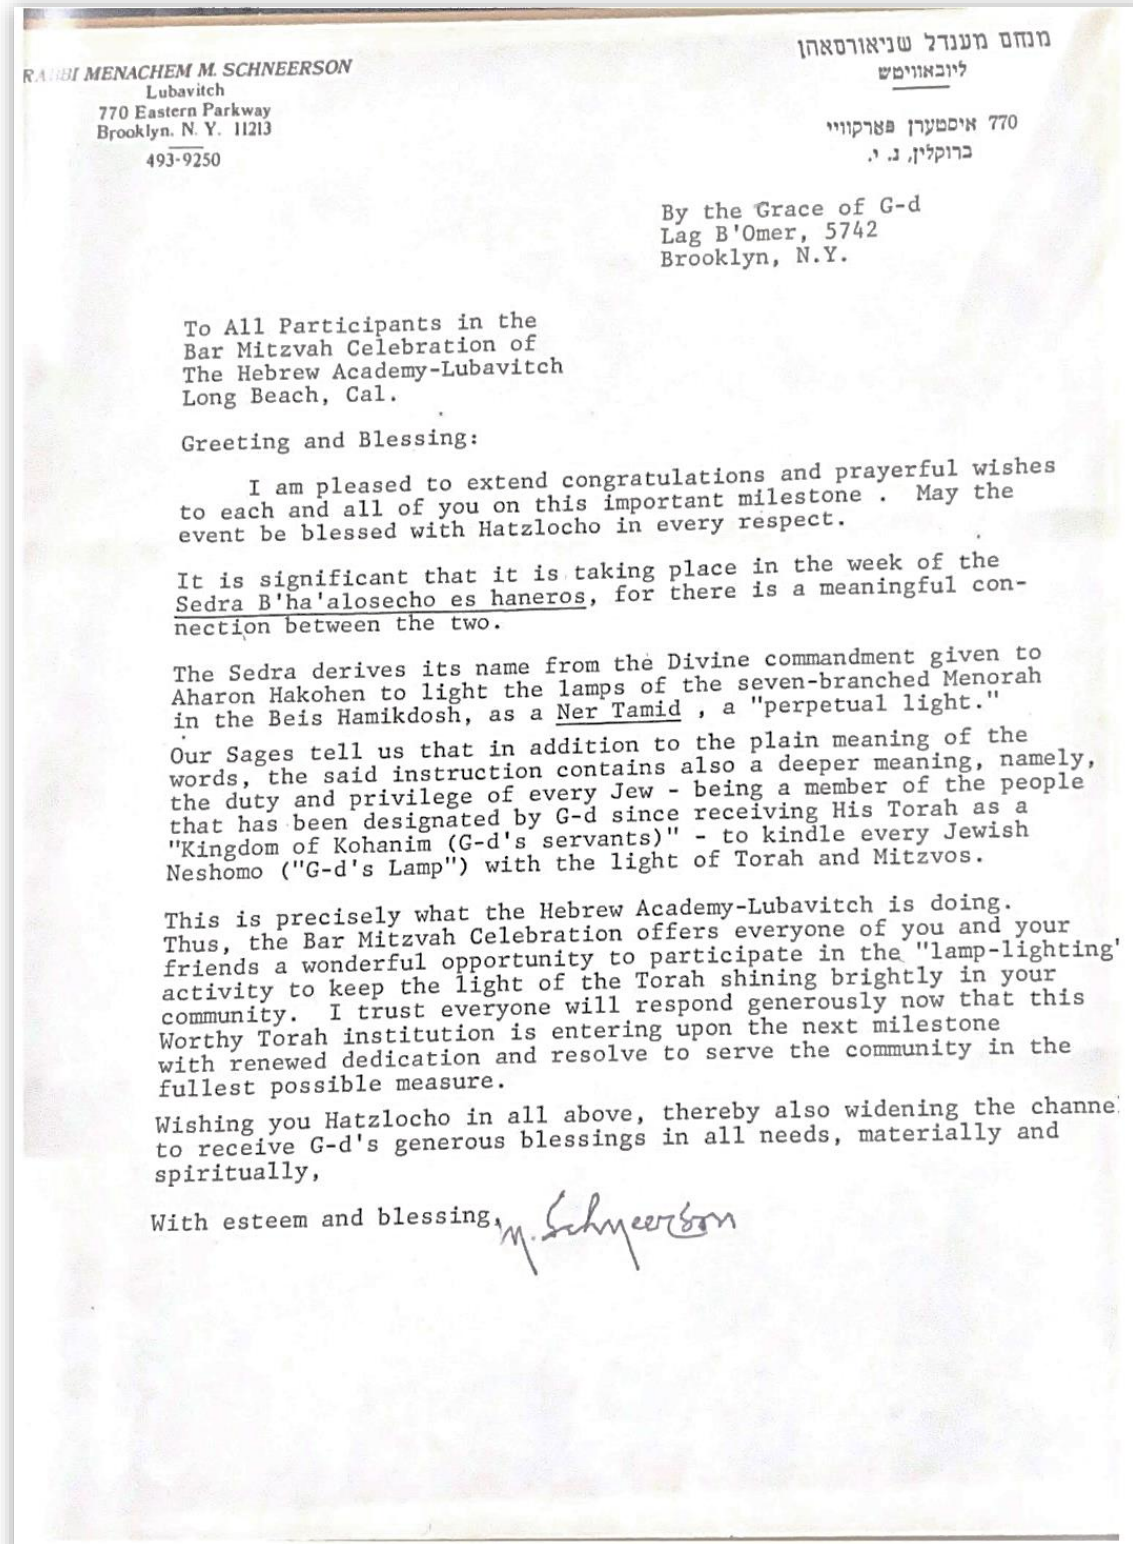 RABBI MENACHEM M. SCHNEERSON
Lubavitch
770 Eastern Parkway
Brooklyn. N. Y. 11213
493-9250
מנחם מענדל שניאורסאהן
ליובאוויטש
770 איסטערן פארקוויי
ברוקלין, נ. י.
By the Grace of G-d
Lag B'Omer, 5742
Brooklyn, N.Y.
To All Participants in the
Bar Mitzvah Celebration of
The Hebrew Academy-Lubavitch
Long Beach, Cal.
Greeting and Blessing:
I am pleased to extend congratulations and prayerful wishes
to each and all of you on this important milestone . May the
event be blessed with Hatzlocho in every respect.
It is significant that it is taking place in the week of the
Sedra B'ha'alosecho es haneros, for there is a meaningful con-
nection between the two.
The Sedra derives its name from the Divine commandment given to
Aharon Hakohen to light the lamps of the seven-branched Menorah
in the Beis Hamikdosh, as a Ner Tamid , a "perpetual light."
Our Sages tell us that in addition to the plain meaning of the
words, the said instruction contains also a deeper meaning, namely,
the duty and privilege of every Jew - being a member of the people
that has been designated by G-d since receiving His Torah as a
"Kingdom of Kohanim (G-d's servants)" - to kindle every Jewish
Neshomo ("G-d's Lamp") with the light of Torah and Mitzvos.
This is precisely what the Hebrew Academy-Lubavitch is doing.
Thus, the Bar Mitzvah Celebration offers everyone of you and your
friends a wonderful opportunity to participate in the "lamp-lighting"
activity to keep the light of the Torah shining brightly in your
community. I trust everyone will respond generously now that this
Worthy Torah institution is entering upon the next milestone
with renewed dedication and resolve to serve the community in the
fullest possible measure.
Wishing you Hatzlocho in all above, thereby also widening the channel
to receive G-d's generous blessings in all needs, materially and
spiritually,
With esteem and blessing,
M. Schneerson